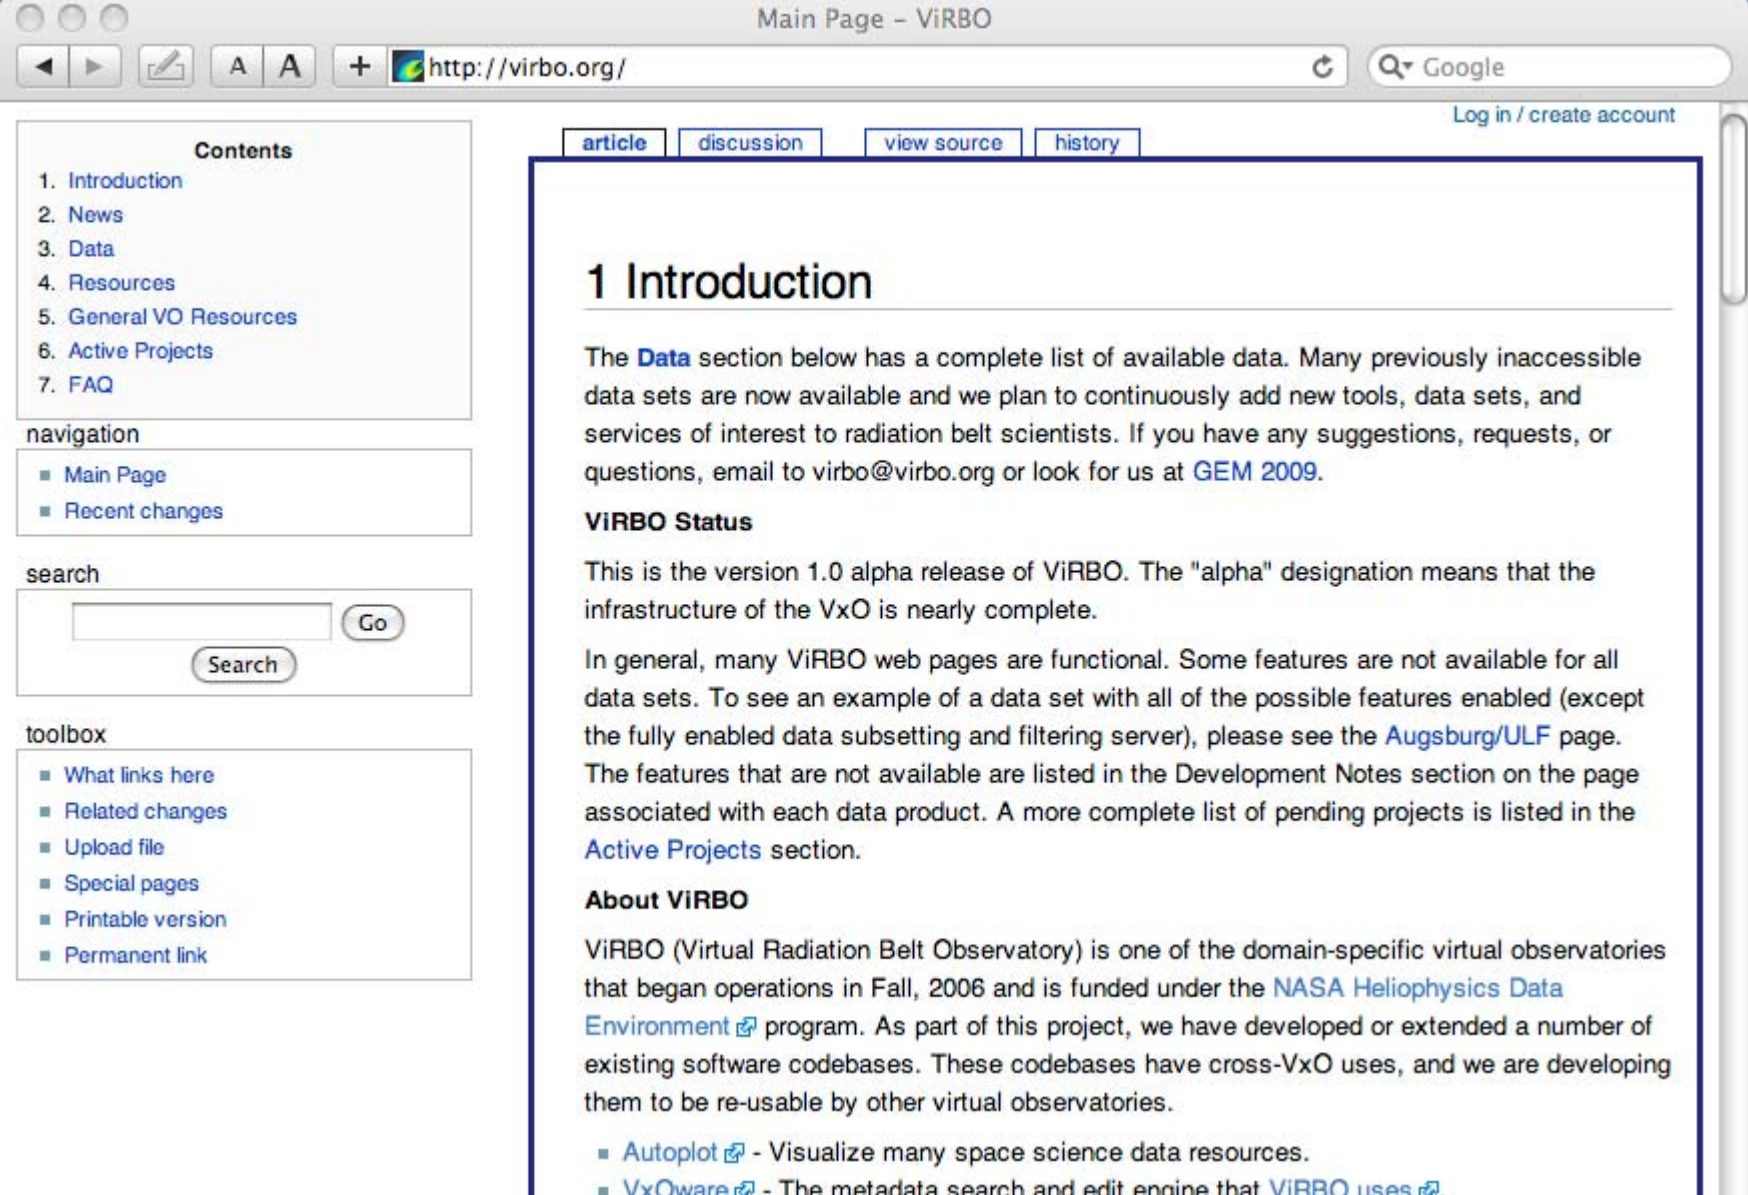 Main Page – ViRBO
A A + http://virbo.org/ Google
Log in / create account
Contents
1. Introduction
2. News
3. Data
4. Resources
5. General VO Resources
6. Active Projects
7. FAQ
navigation
Main Page
Recent changes
search
Go
Search
toolbox
What links here
Related changes
Upload file
Special pages
Printable version
Permanent link
article discussion view source history
1 Introduction
The Data section below has a complete list of available data. Many previously inaccessible
data sets are now available and we plan to continuously add new tools, data sets, and
services of interest to radiation belt scientists. If you have any suggestions, requests, or
questions, email to virbo@virbo.org or look for us at GEM 2009.
ViRBO Status
This is the version 1.0 alpha release of ViRBO. The "alpha" designation means that the
infrastructure of the VxO is nearly complete.
In general, many ViRBO web pages are functional. Some features are not available for all
data sets. To see an example of a data set with all of the possible features enabled (except
the fully enabled data subsetting and filtering server), please see the Augsburg/ULF page.
The features that are not available are listed in the Development Notes section on the page
associated with each data product. A more complete list of pending projects is listed in the
Active Projects section.
About ViRBO
ViRBO (Virtual Radiation Belt Observatory) is one of the domain-specific virtual observatories
that began operations in Fall, 2006 and is funded under the NASA Heliophysics Data
Environment program. As part of this project, we have developed or extended a number of
existing software codebases. These codebases have cross-VxO uses, and we are developing
them to be re-usable by other virtual observatories.
Autoplot - Visualize many space science data resources.
VxOware - The metadata search and edit engine that ViRBO uses.